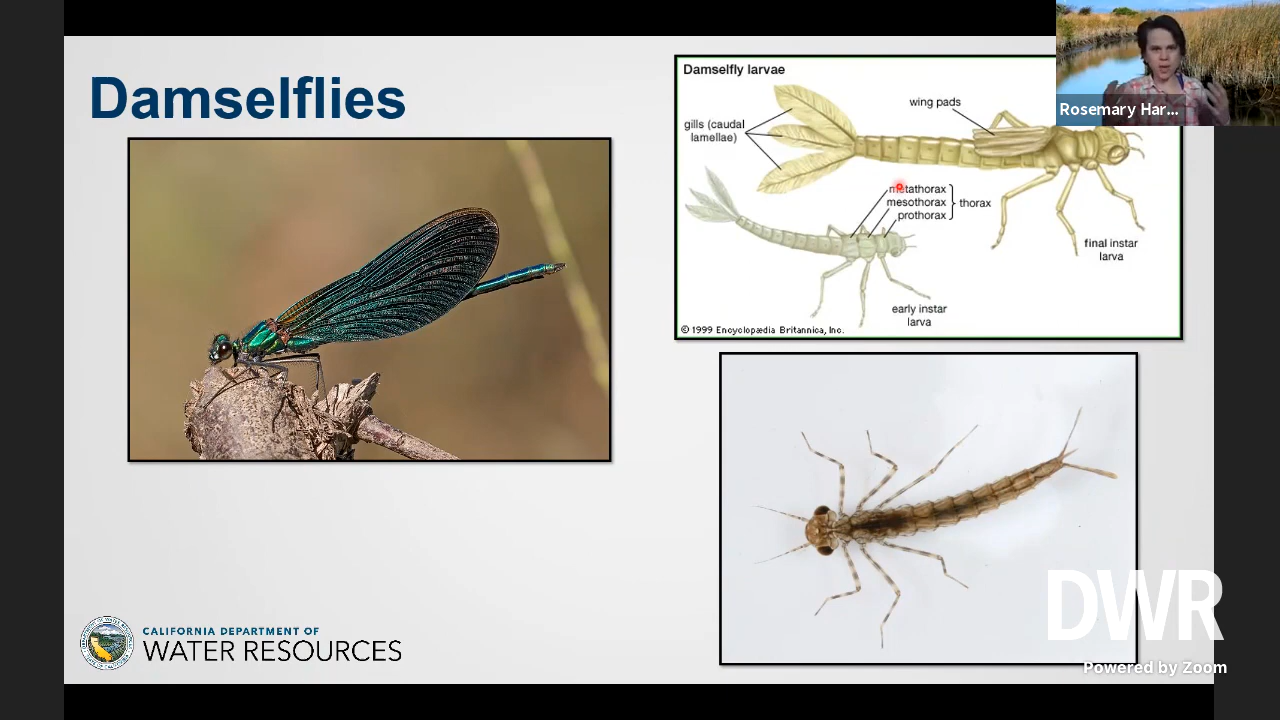 Damselflies
Damselfly larvae
gills (caudal
lamellae)
wing pads
metathorax
mesothorax
prothorax
thorax
final instar
larva
early instar
larva
© 1999 Encyclopædia Britannica, Inc.
Rosemary Har...
CALIFORNIA DEPARTMENT OF
WATER RESOURCES
DWR
Powered by Zoom